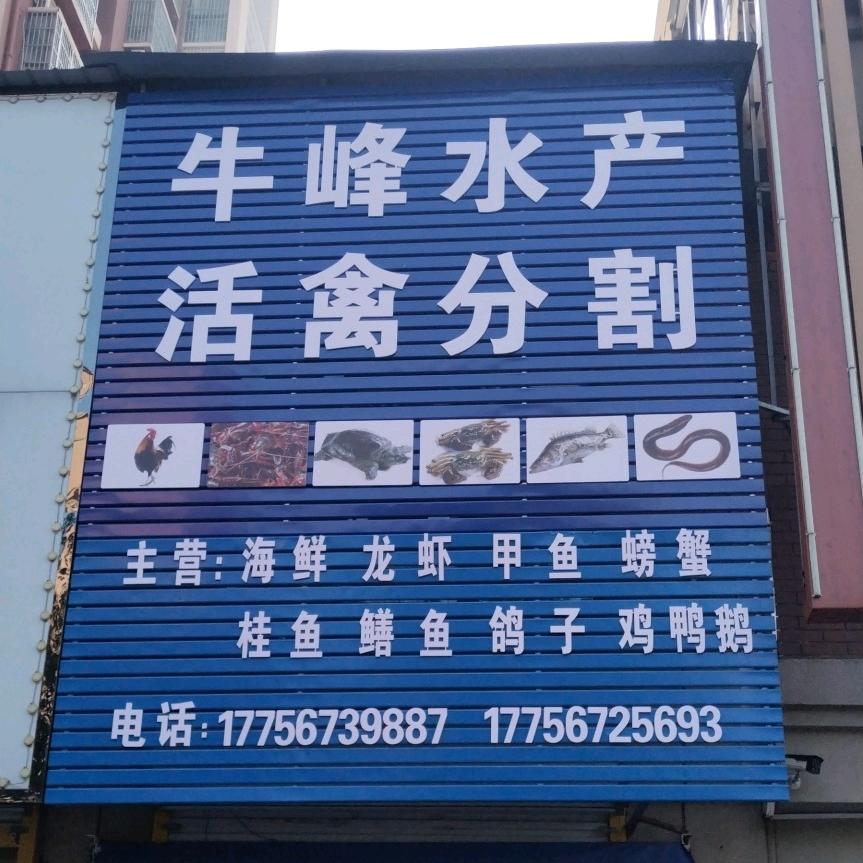 牛峰水产
活禽分割
主营:海鲜 龙虾 甲鱼 螃蟹
桂鱼 鳝鱼 鸽子 鸡鸭鹅
电话:17756739887 17756725693